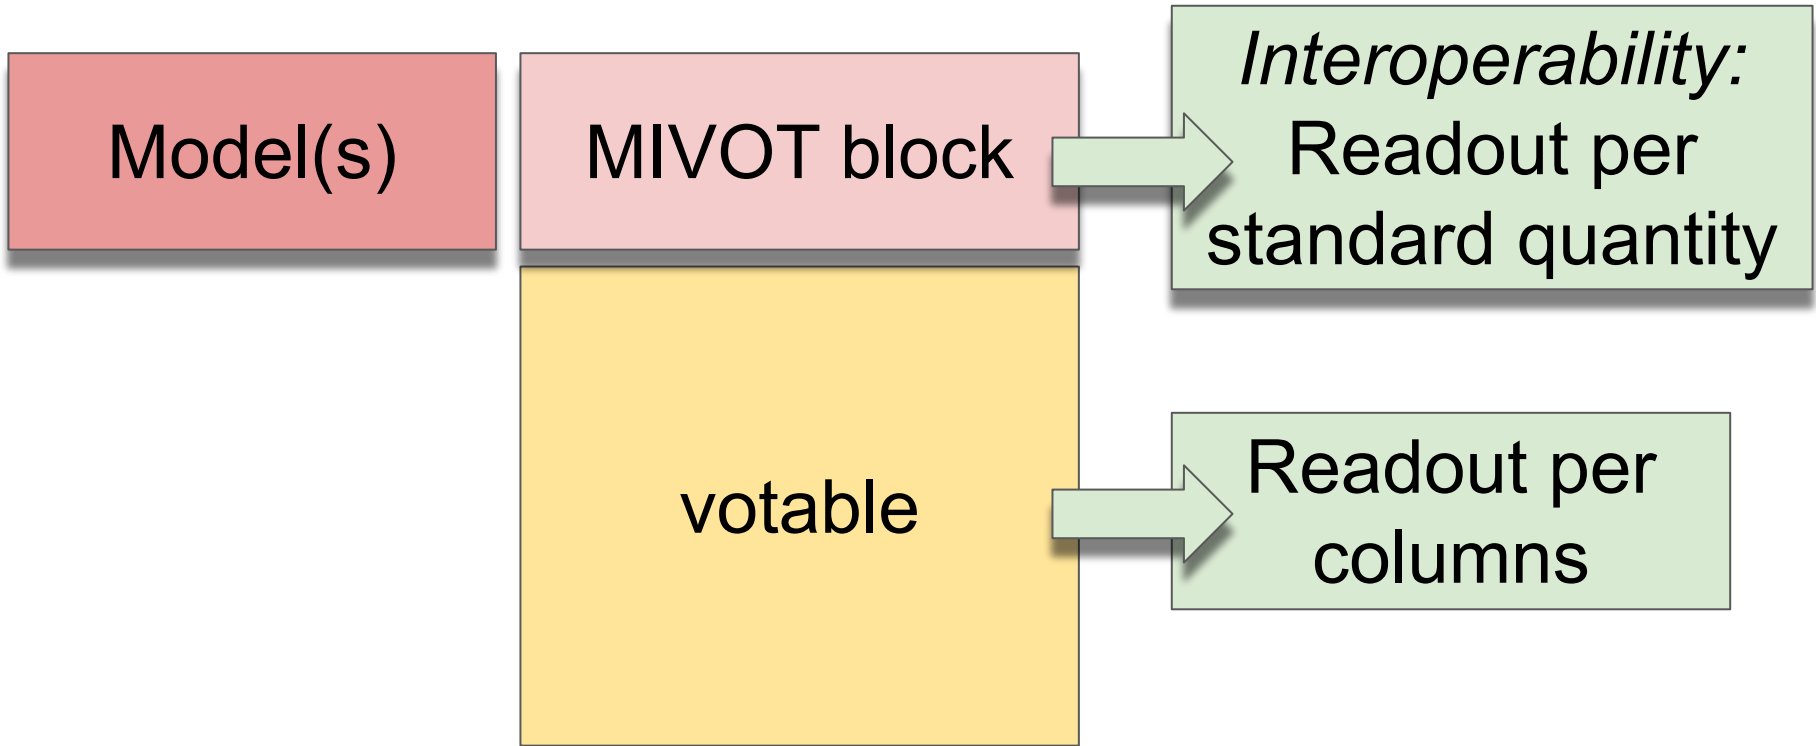 Model(s)
MIVOT block
Interoperability:
Readout per
standard quantity
votable
Readout per
columns